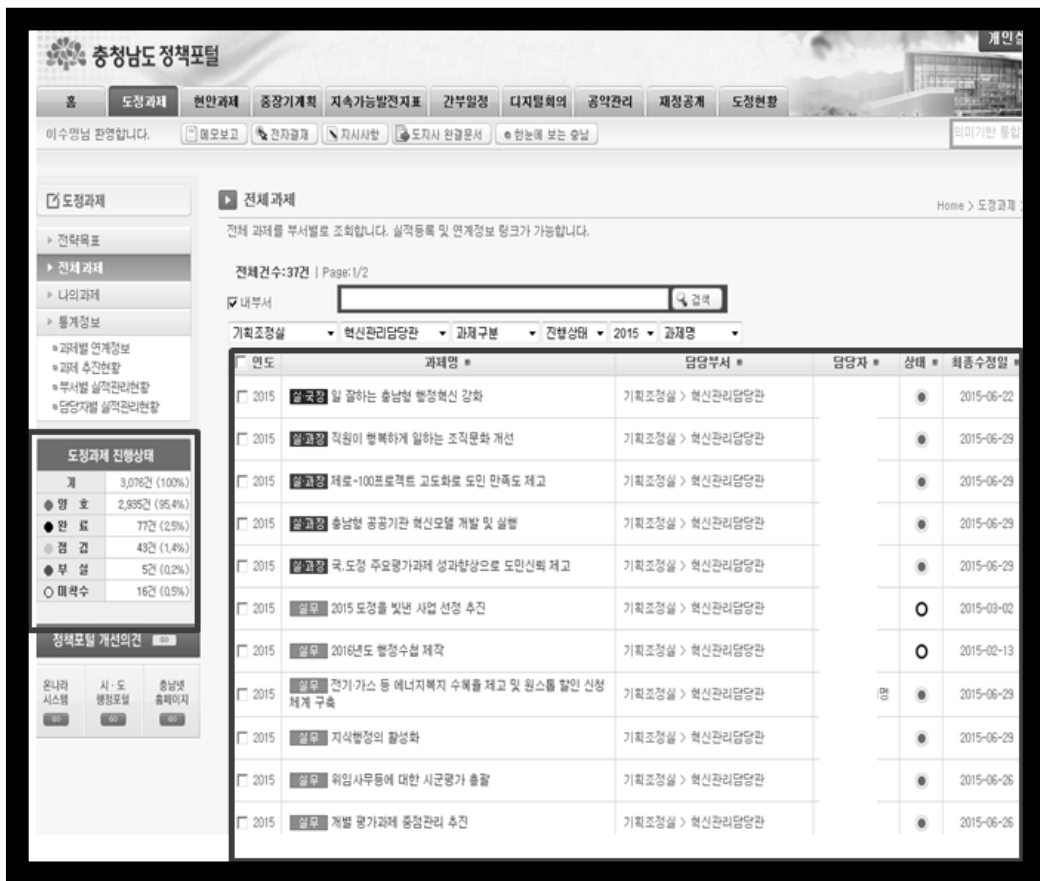 충청남도 정책포털
개인
홈 도정과제 현안과제 중장기계획 지속가능발전지표 간부일정 디지털회의 공약관리 재정공개 도정현황
이수명님 환영합니다. 메모보고 전자결재 지시사항 도지사 완결문서 한눈에 보는 충남 의미기반 통합
도정과제
전략목표
전체과제
나의과제
통계정보
과제별 연계정보
과제 추진현황
부서별 실적관리현황
담당자별 실적관리현황
도정과제 진행상태
계 3,076건 (100%)
양 호 2,935건 (95,4%)
완 료 77건 (2,5%)
점 검 43건 (1,4%)
부 실 5건 (0,2%)
미착수 16건 (0,5%)
정책포털 개선의견 GO
온나라 시스템 시·도 행정포털 충남넷 홈페이지
GO GO GO
전체과제
Home > 도정과제
전체 과제를 부서별로 조회합니다. 실적등록 및 연계정보 링크가 가능합니다.
전체건수:37건 | Page:1/2
내부서 검색
기획조정실 혁신관리담당관 과제구분 진행상태 2015 과제명
연도 과제명 담당부서 담당자 상태 최종수정일
2015 실·국장 일 잘하는 충남형 행정혁신 강화 기획조정실 > 혁신관리담당관 2015-06-22
2015 실·과장 직원이 행복하게 일하는 조직문화 개선 기획조정실 > 혁신관리담당관 2015-06-29
2015 실·과장 제로-100프로젝트 고도화로 도민 만족도 제고 기획조정실 > 혁신관리담당관 2015-06-29
2015 실·과장 충남형 공공기관 혁신모델 개발 및 실행 기획조정실 > 혁신관리담당관 2015-06-29
2015 실·과장 국.도정 주요평가과제 성과향상으로 도민신뢰 제고 기획조정실 > 혁신관리담당관 2015-06-29
2015 실무 2015 도정을 빛낸 사업 선정 추진 기획조정실 > 혁신관리담당관 2015-03-02
2015 실무 2016년도 행정수첩 제작 기획조정실 > 혁신관리담당관 2015-02-13
2015 실무 전기·가스 등 에너지복지 수혜율 제고 및 원스톱 할인 신청 기획조정실 > 혁신관리담당관 명 2015-06-29
체계 구축
2015 실무 지식행정의 활성화 기획조정실 > 혁신관리담당관 2015-06-29
2015 실무 위임사무등에 대한 시군평가 총괄 기획조정실 > 혁신관리담당관 2015-06-26
2015 실무 개별 평가과제 중점관리 추진 기획조정실 > 혁신관리담당관 2015-06-26